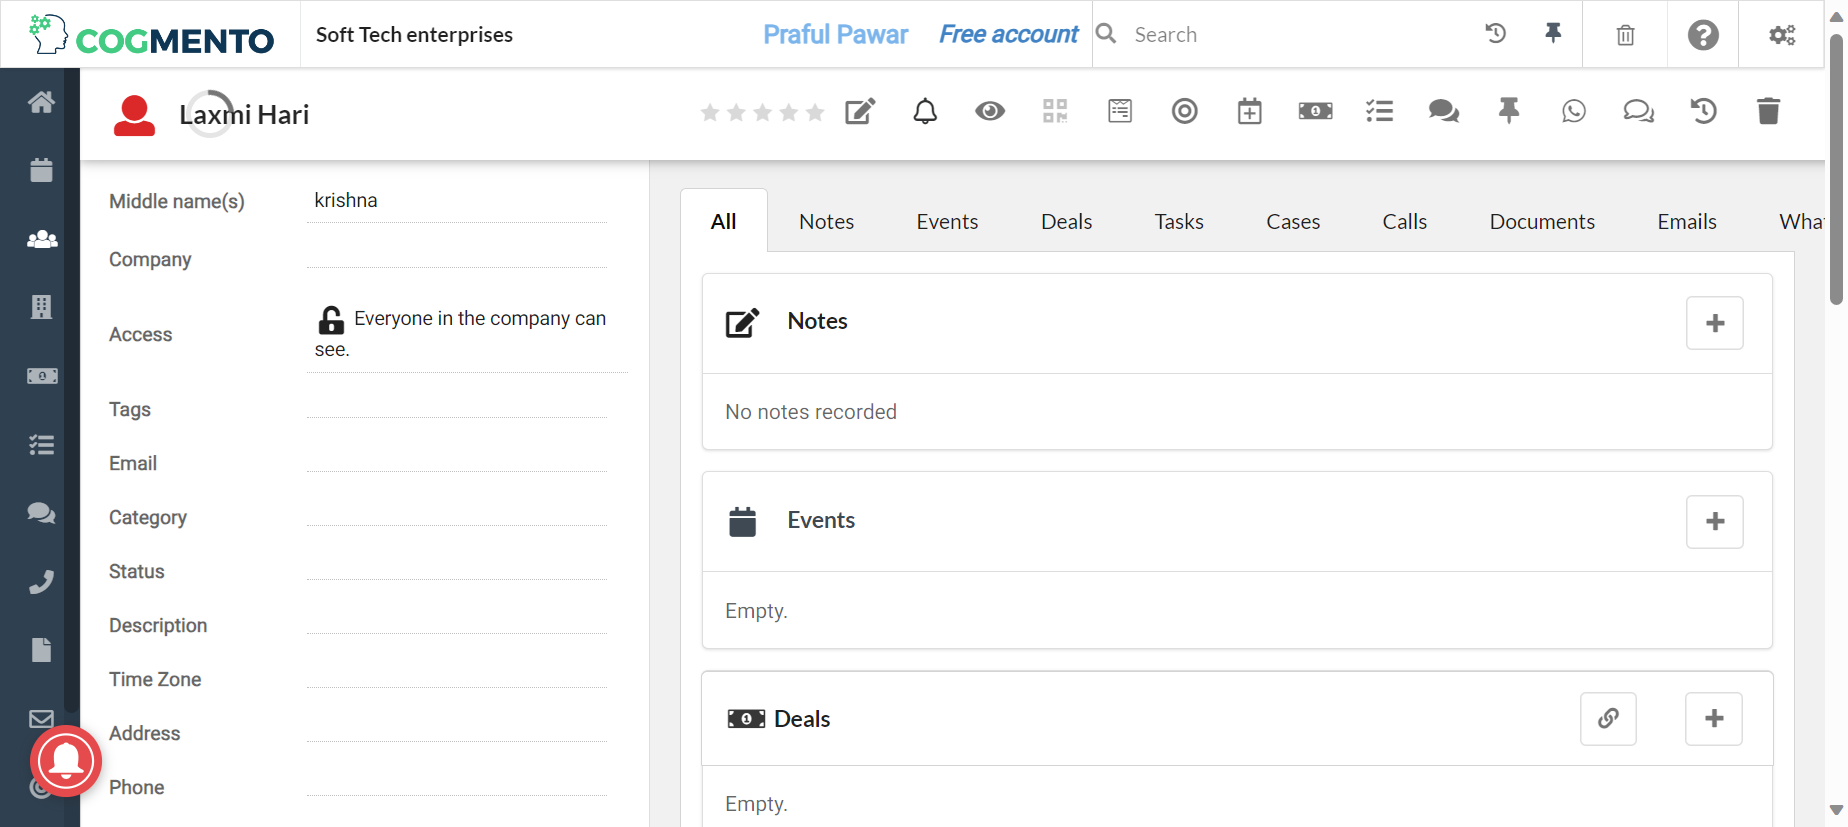 COGMENTO
Soft Tech enterprises
Praful Pawar
Free account
Search
Laxmi Hari
Middle name(s)
krishna
Company
Access
Everyone in the company can
see.
Tags
Email
Category
Status
Description
Time Zone
Address
Phone
All
Notes
Events
Deals
Tasks
Cases
Calls
Documents
Emails
What
Notes
No notes recorded
Events
Empty.
Deals
Empty.